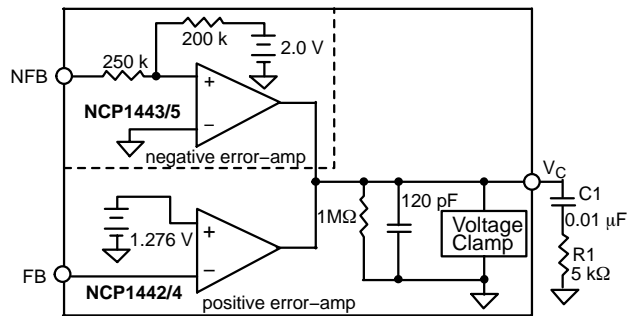 200 k
2.0 V
250 k
NFB
+
NCP1443/5
−
negative error−amp
VC
120 pF
C1
1MΩ
0.01 μF
Voltage
Clamp
R1
5 kΩ
+
1.276 V
−
FB
NCP1442/4
positive error−amp